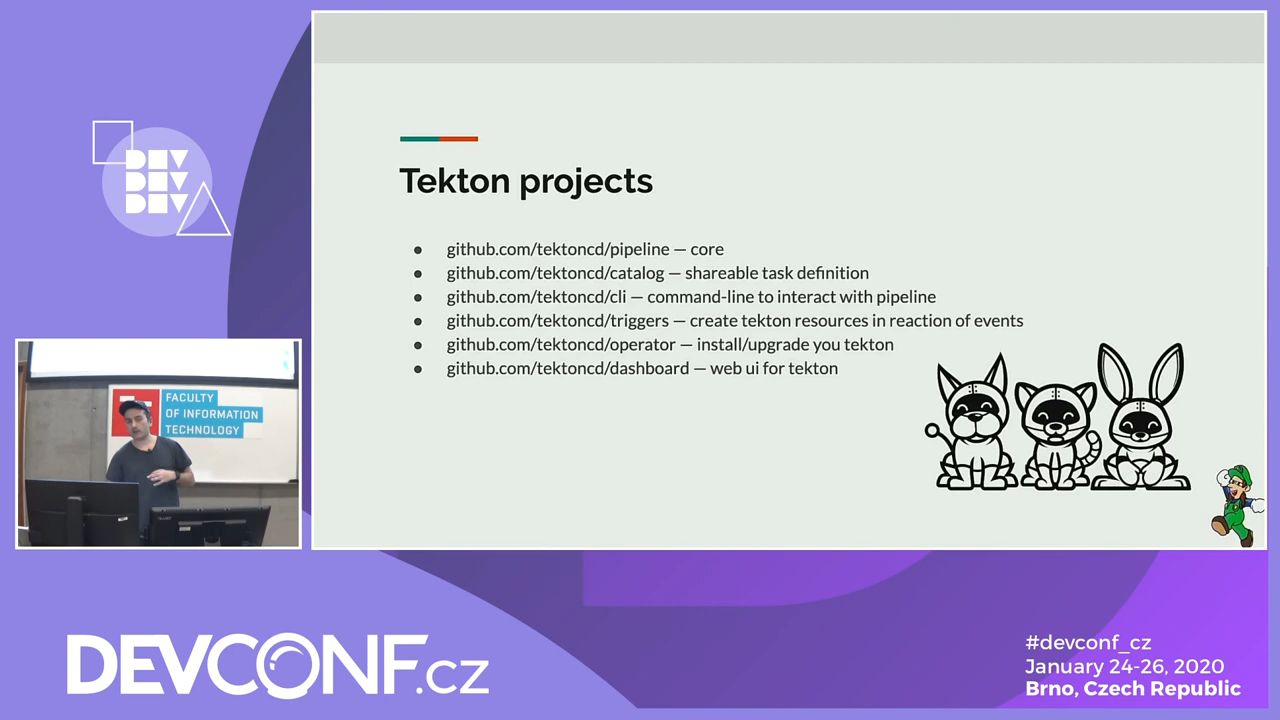 DEV
DEV
DEV
Tekton projects
● github.com/tektoncd/pipeline — core
● github.com/tektoncd/catalog — shareable task definition
● github.com/tektoncd/cli — command-line to interact with pipeline
● github.com/tektoncd/triggers — create tekton resources in reaction of events
● github.com/tektoncd/operator — install/upgrade you tekton
● github.com/tektoncd/dashboard — web ui for tekton
FACULTY
OF INFORMATION
TECHNOLOGY
DEVCONF.cz
#devconf_cz
January 24-26, 2020
Brno, Czech Republic